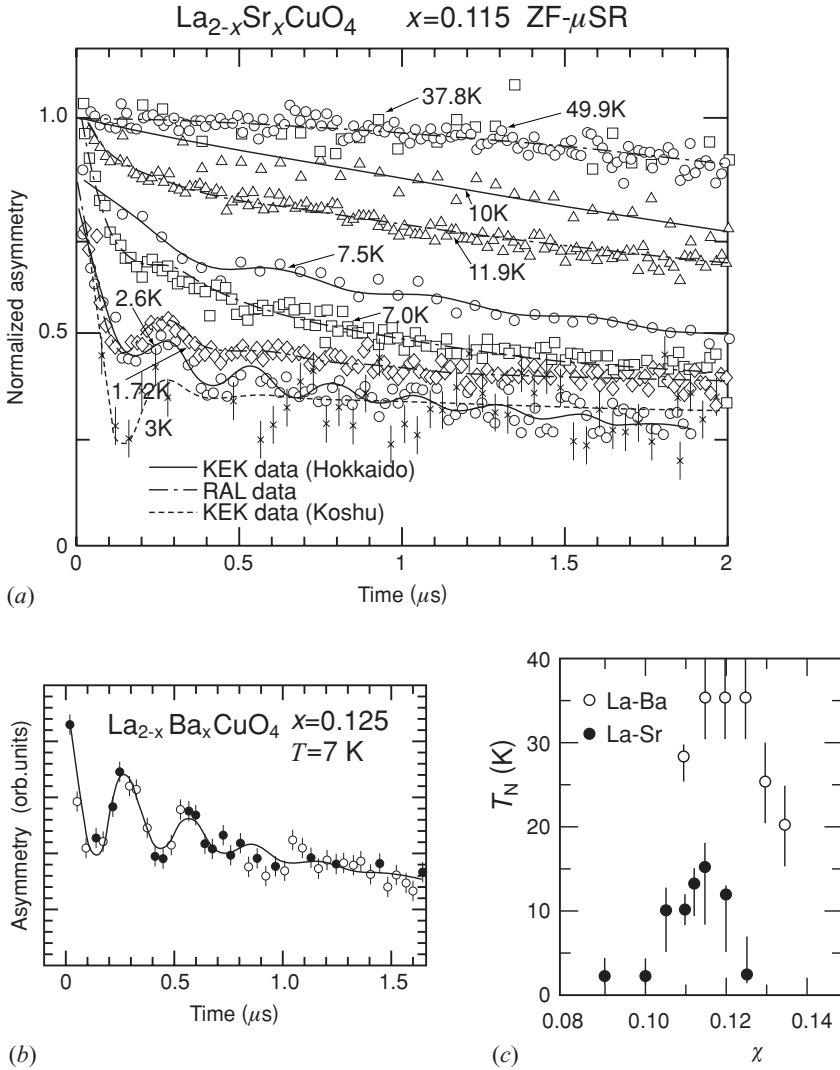 La2-xSrxCuO4 x=0.115 ZF-μSR
Normalized asymmetry
1.0
0.5
0
37.8K
49.9K
10K
11.9K
7.5K
7.0K
2.6K
1.72K
3K
KEK data (Hokkaido)
RAL data
KEK data (Koshu)
0 0.5 1 1.5 2
Time (μs)
(a)
La2-xBaxCuO4 x=0.125
T=7 K
Asymmetry (orb.units)
0 0.5 1.0 1.5
Time (μs)
(b)
TN (K)
40
30
20
10
0
La-Ba
La-Sr
0.08 0.10 0.12 0.14
χ
(c)